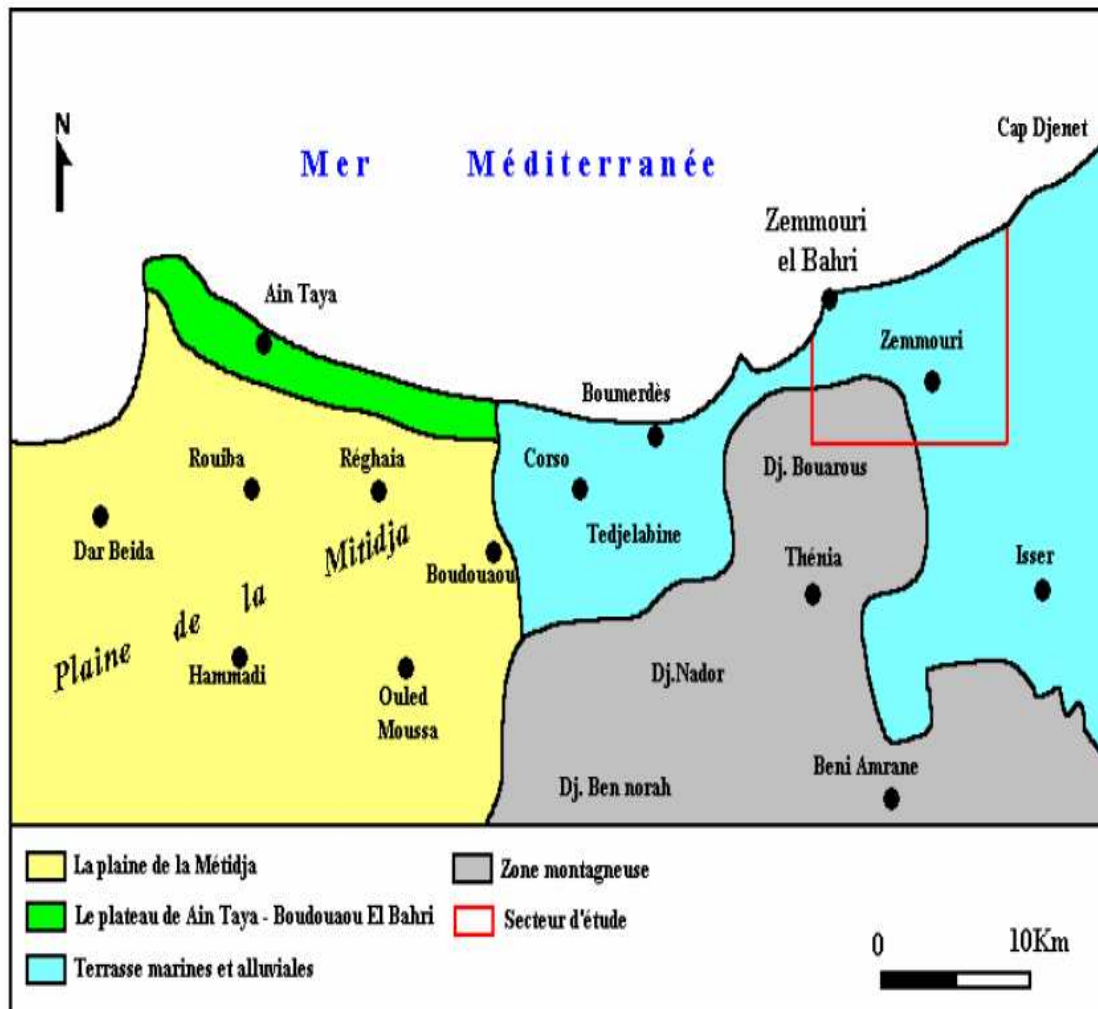 N
Mer Méditerranée
Cap Djenet
Zemmouri
el Bahri
Ain Taya
Zemmouri
Boumerdès
Rouiba
Réghaia
Corso
Dj. Bouarous
Dar Beida
Boudouaou
Tedjelabine
Thénia
Isser
Plaine de la Mitidja
Hammadi
Ouled
Moussa
Dj.Nador
Dj. Ben norah
Beni Amrane
La plaine de la Métidja
Le plateau de Ain Taya - Boudouaou El Bahri
Terrasse marines et alluviales
Zone montagneuse
Secteur d'étude
0 10Km